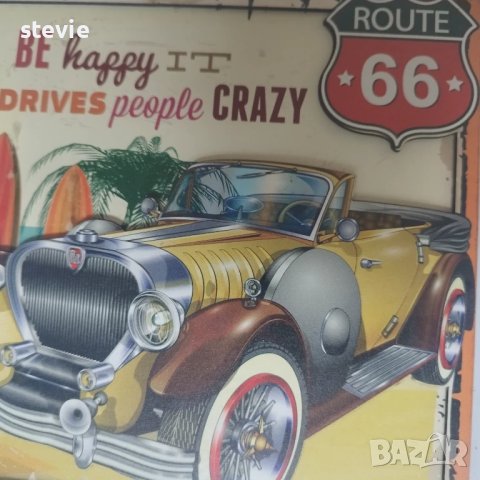 stevie
BE happy IT
DRIVES people CRAZY
ROUTE
66
BAZAR